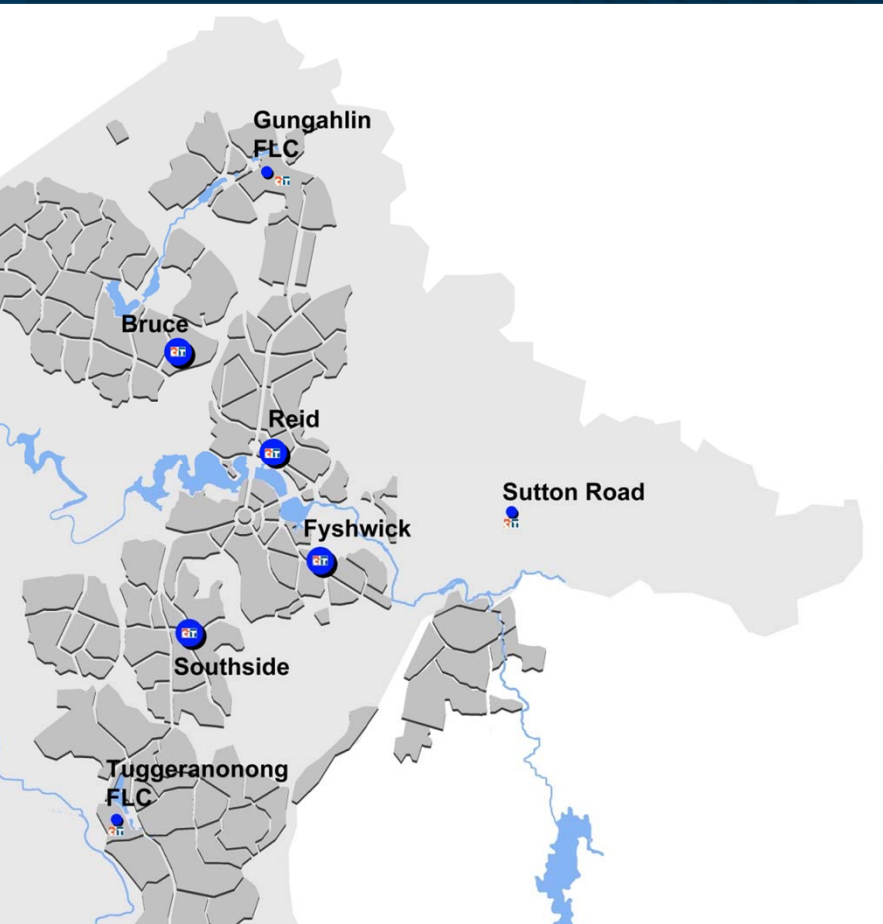 Gungahlin
FLC
Bruce
Reid
Sutton Road
Fyshwick
Southside
Tuggeranonong
FLC